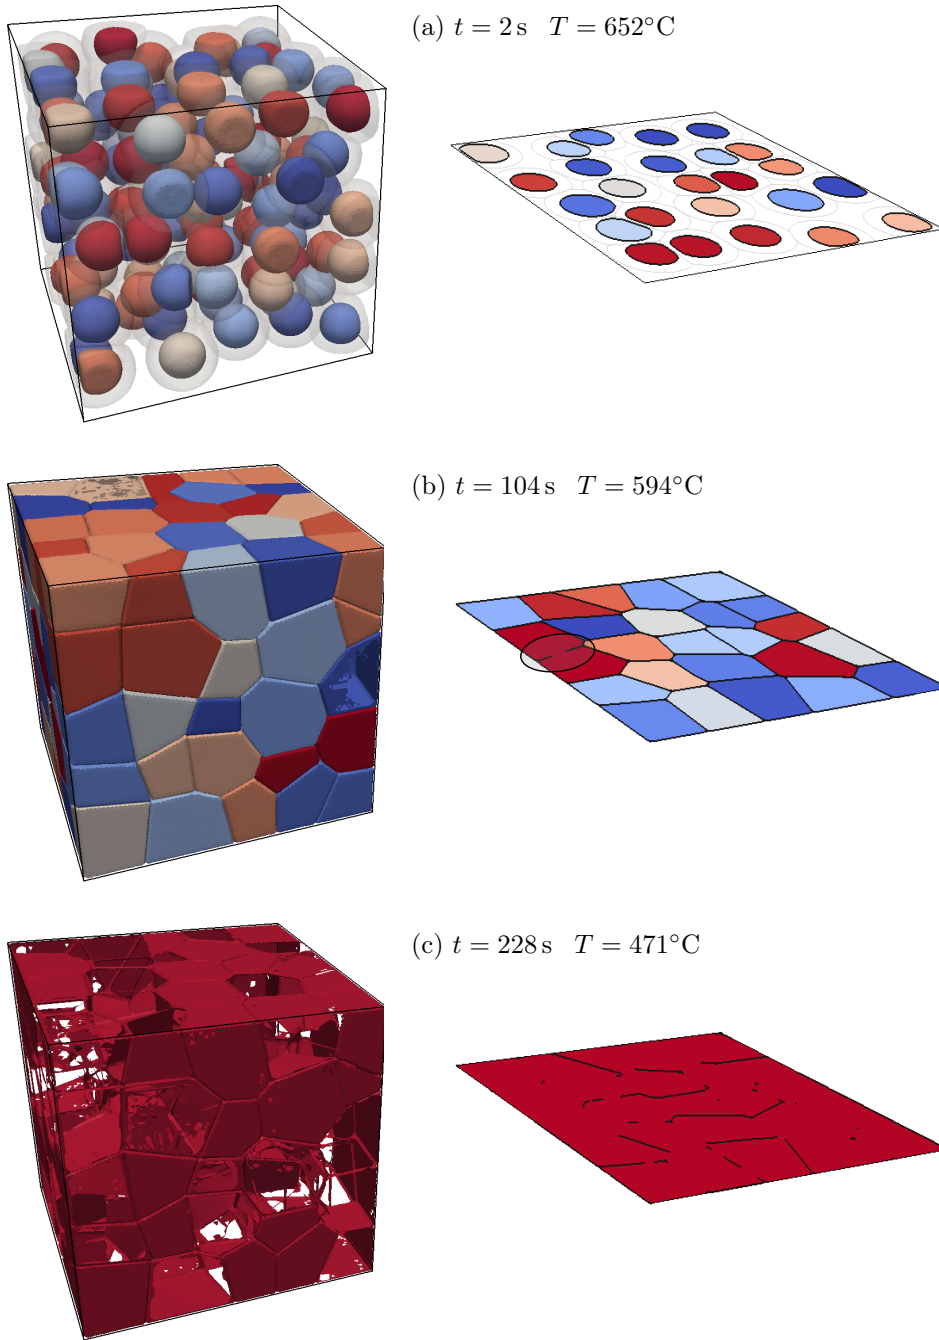 (a) t = 2 s T = 652°C
(b) t = 104 s T = 594°C
(c) t = 228 s T = 471°C